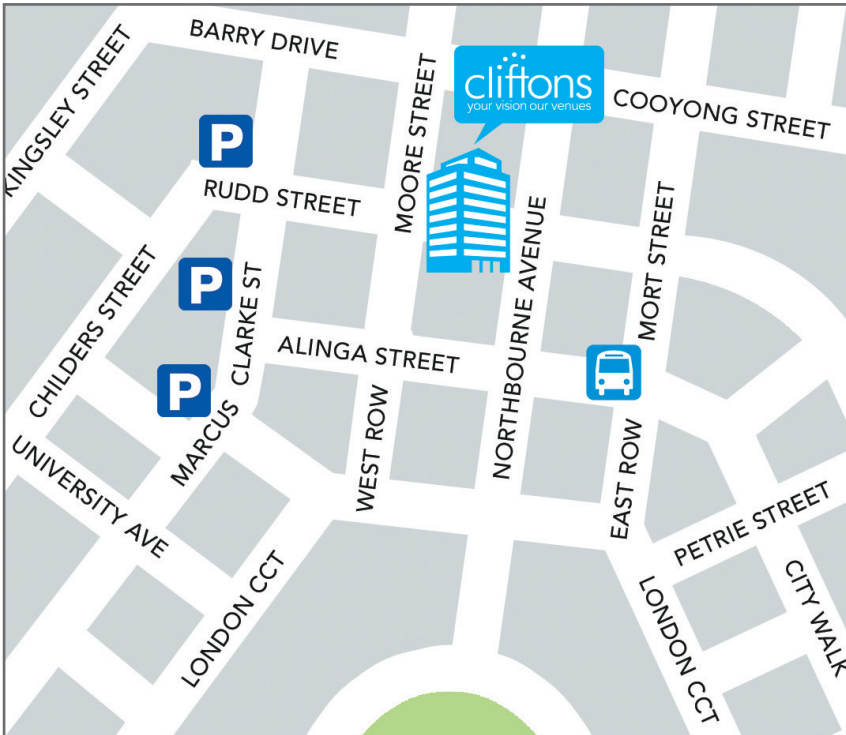 BARRY DRIVE
KINGSLEY STREET
MOORE STREET
cliftons
your vision our venues
COOYONG STREET
P
RUDD STREET
MORT STREET
NORTHBOURNE AVENUE
CHILDERS STREET
P
MARCUS CLARKE ST
ALINGA STREET
P
WEST ROW
EAST ROW
UNIVERSITY AVE
PETRIE STREET
LONDON CCT
LONDON CCT
CITY WALK